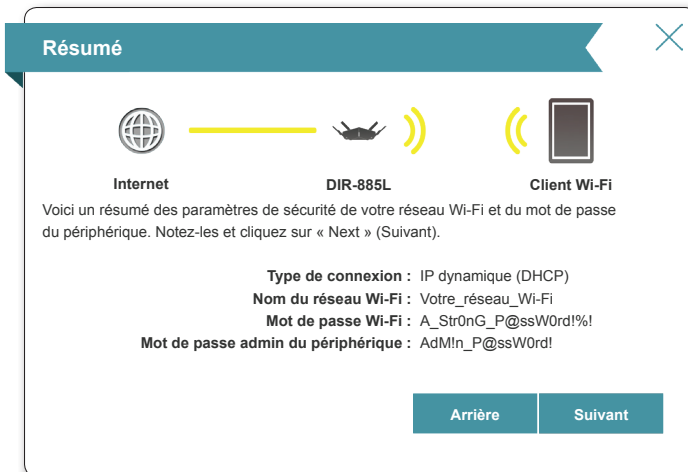 Résumé
Internet
DIR-885L
Client Wi-Fi
Voici un résumé des paramètres de sécurité de votre réseau Wi-Fi et du mot de passe
du périphérique. Notez-les et cliquez sur « Next » (Suivant).
Type de connexion : IP dynamique (DHCP)
Nom du réseau Wi-Fi : Votre_réseau_Wi-Fi
Mot de passe Wi-Fi : A_Str0nG_P@ssW0rd!%!
Mot de passe admin du périphérique : AdM!n_P@ssW0rd!
Arrière
Suivant